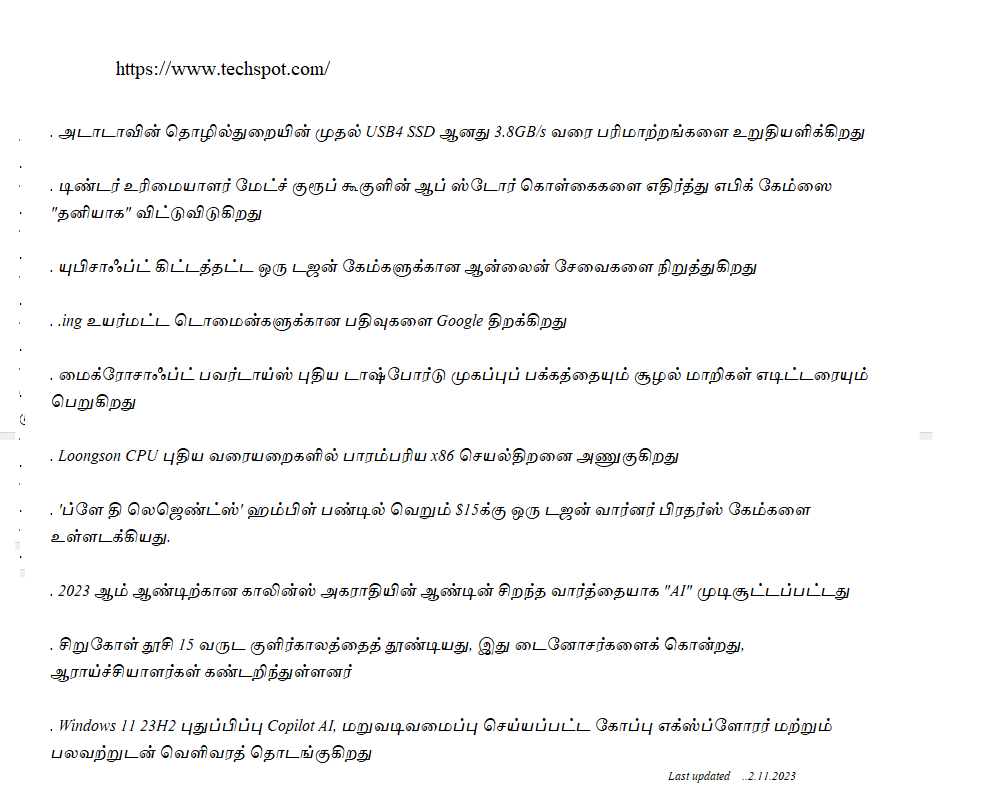 https://www.techspot.com/
. அடாடாவின் தொழில்துறையின் முதல் USB4 SSD ஆனது 3.8GB/s வரை பரிமாற்றங்களை உறுதியளிக்கிறது
. டிண்டர் உரிமையாளர் மேட்ச் குரூப் கூகுளின் ஆப் ஸ்டோர் கொள்கைகளை எதிர்த்து எபிக் கேம்ஸை
"தனியாக" விட்டுவிடுகிறது
. யுபிசாஃப்ட் கிட்டத்தட்ட ஒரு டஜன் கேம்களுக்கான ஆன்லைன் சேவைகளை நிறுத்துகிறது
. .ing உயர்மட்ட டொமைன்களுக்கான பதிவுகளை Google திறக்கிறது
. மைக்ரோசாஃப்ட் பவர்டாய்ஸ் புதிய டாஷ்போர்டு முகப்புப் பக்கத்தையும் சூழல் மாறிகள் எடிட்டரையும்
பெறுகிறது
. Loongson CPU புதிய வரையறைகளில் பாரம்பரிய x86 செயல்திறனை அணுகுகிறது
. 'ப்ளே தி லெஜெண்ட்ஸ்' ஹம்பிள் பண்டில் வெறும் $15க்கு ஒரு டஜன் வார்னர் பிரதர்ஸ் கேம்களை
உள்ளடக்கியது.
. 2023 ஆம் ஆண்டிற்கான காலின்ஸ் அகராதியின் ஆண்டின் சிறந்த வார்த்தையாக "AI" முடிசூட்டப்பட்டது
. சிறுகோள் தூசி 15 வருட குளிர்காலத்தைத் தூண்டியது, இது டைனோசர்களைக் கொன்றது,
ஆராய்ச்சியாளர்கள் கண்டறிந்துள்ளனர்
. Windows 11 23H2 புதுப்பிப்பு Copilot AI, மறுவடிவமைப்பு செய்யப்பட்ட கோப்பு எக்ஸ்ப்ளோரர் மற்றும்
பலவற்றுடன் வெளிவரத் தொடங்குகிறது
Last updated ..2.11.2023